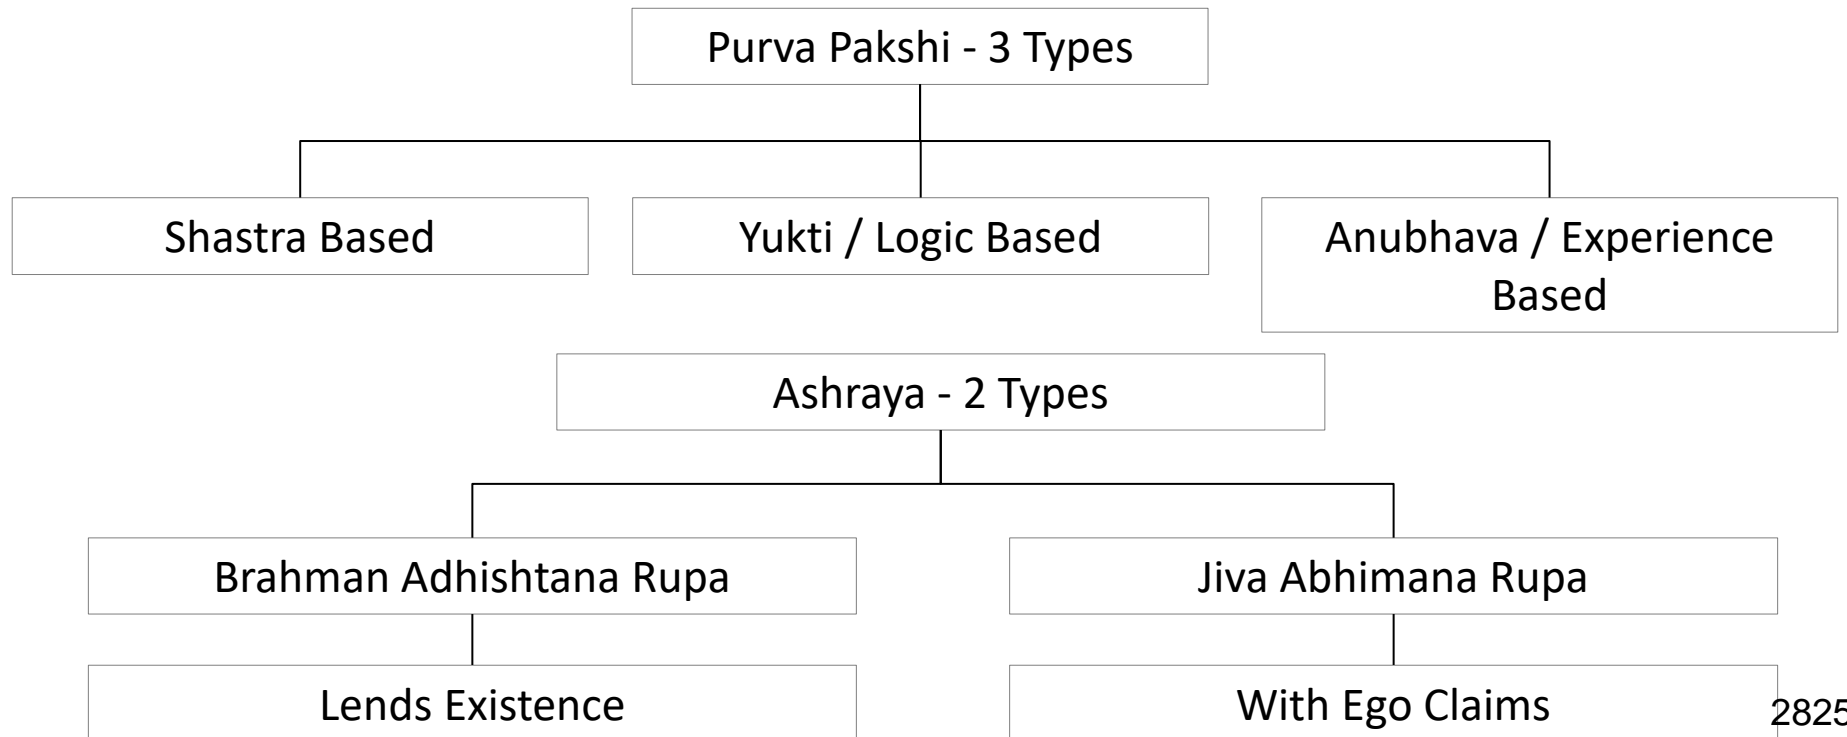 Purva Pakshi - 3 Types
Shastra Based
Yukti / Logic Based
Anubhava / Experience
Based
Ashraya - 2 Types
Brahman Adhishtana Rupa
Jiva Abhimana Rupa
Lends Existence
With Ego Claims
2825